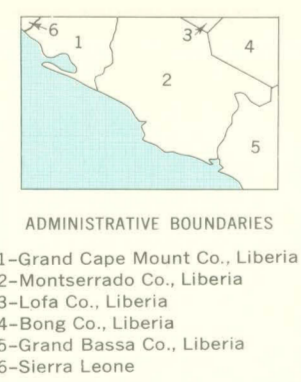 6
1
3
4
2
5
ADMINISTRATIVE BOUNDARIES
1-Grand Cape Mount Co., Liberia
2-Montserrado Co., Liberia
3-Lofa Co., Liberia
4-Bong Co., Liberia
5-Grand Bassa Co., Liberia
6-Sierra Leone